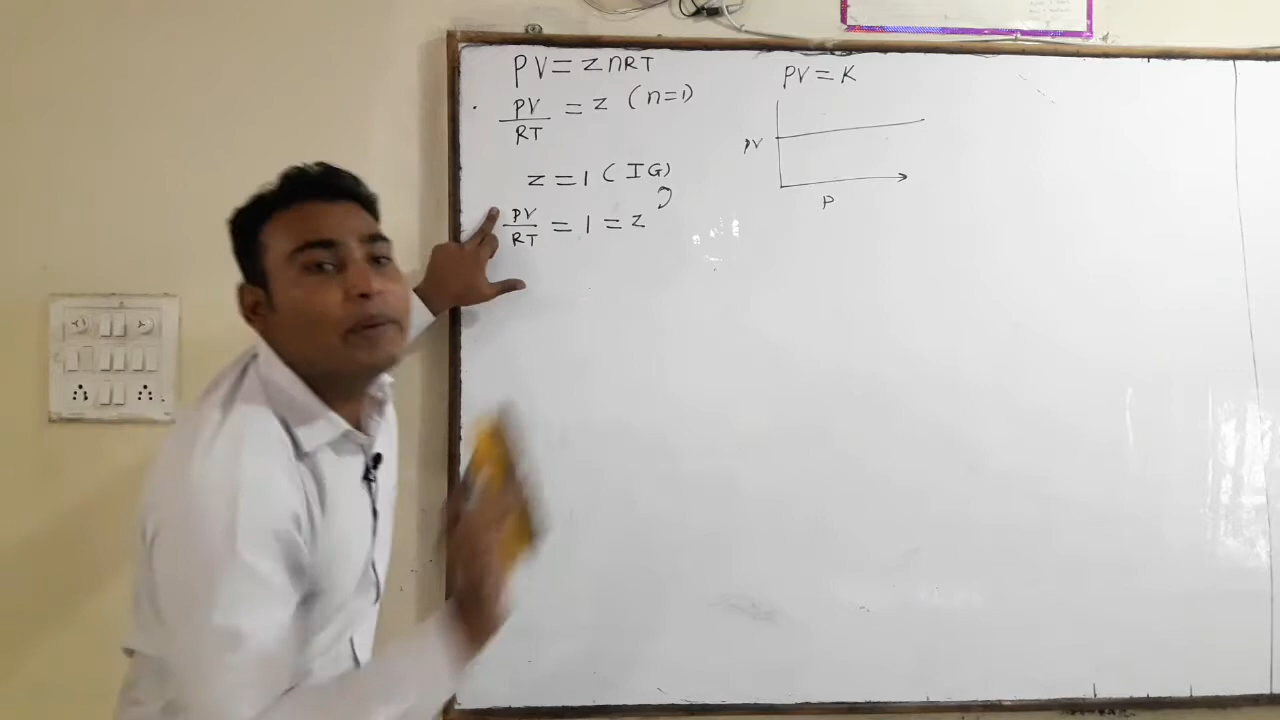 PV = ZnRT
PV/RT = Z (n=1)
Z = 1 (IG)
PV/RT = 1 = Z
PV = K
PV
P